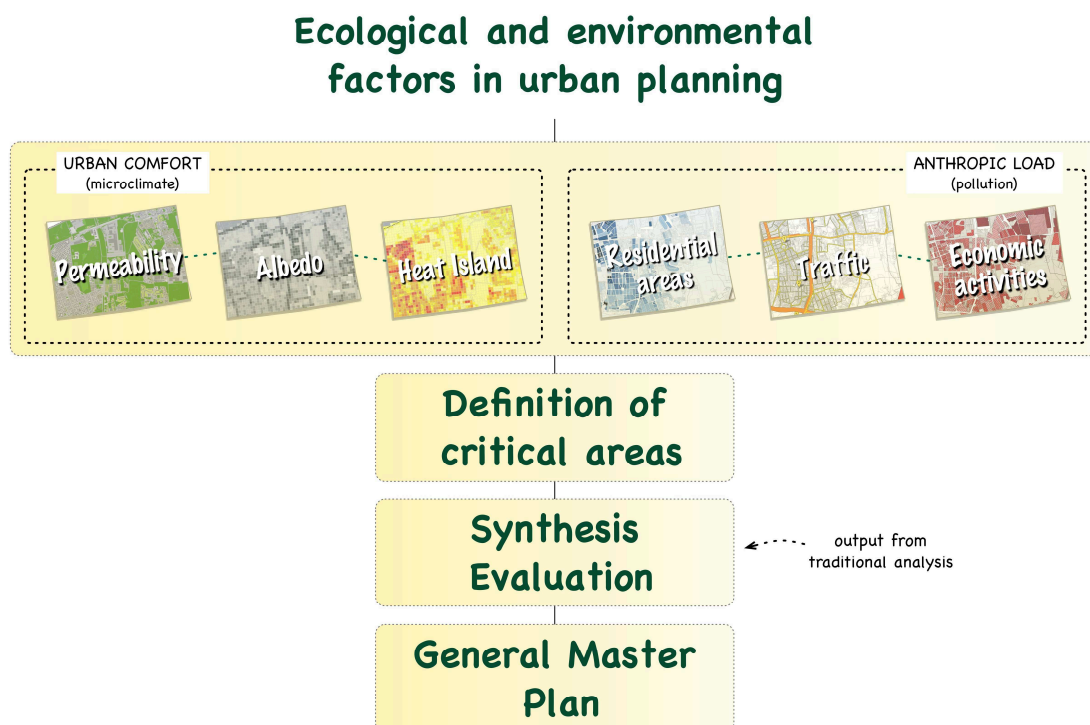 Ecological and environmental
factors in urban planning
URBAN COMFORT
(microclimate)
ANTHROPIC LOAD
(pollution)
Permeability
Albedo
Heat Island
Residential
areas
Traffic
Economic
activities
Definition of
critical areas
Synthesis
Evaluation
output from
traditional analysis
General Master
Plan